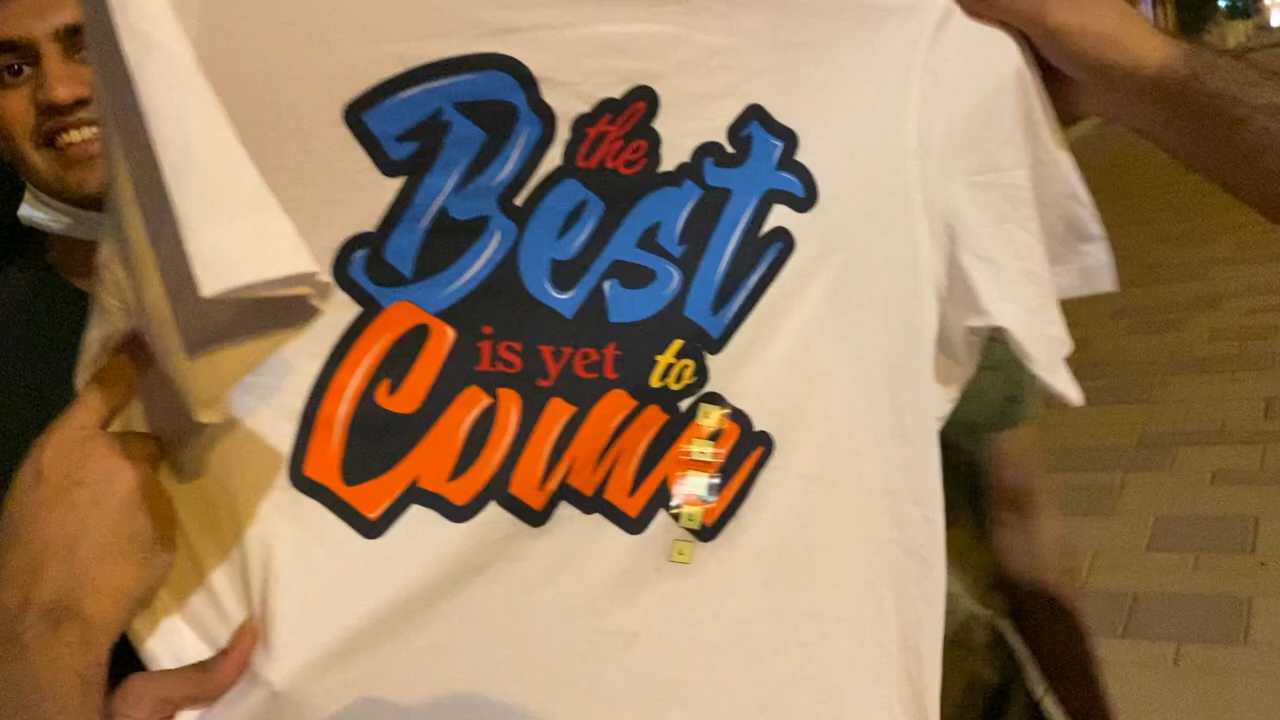 the
Best
is yet to
Come
L